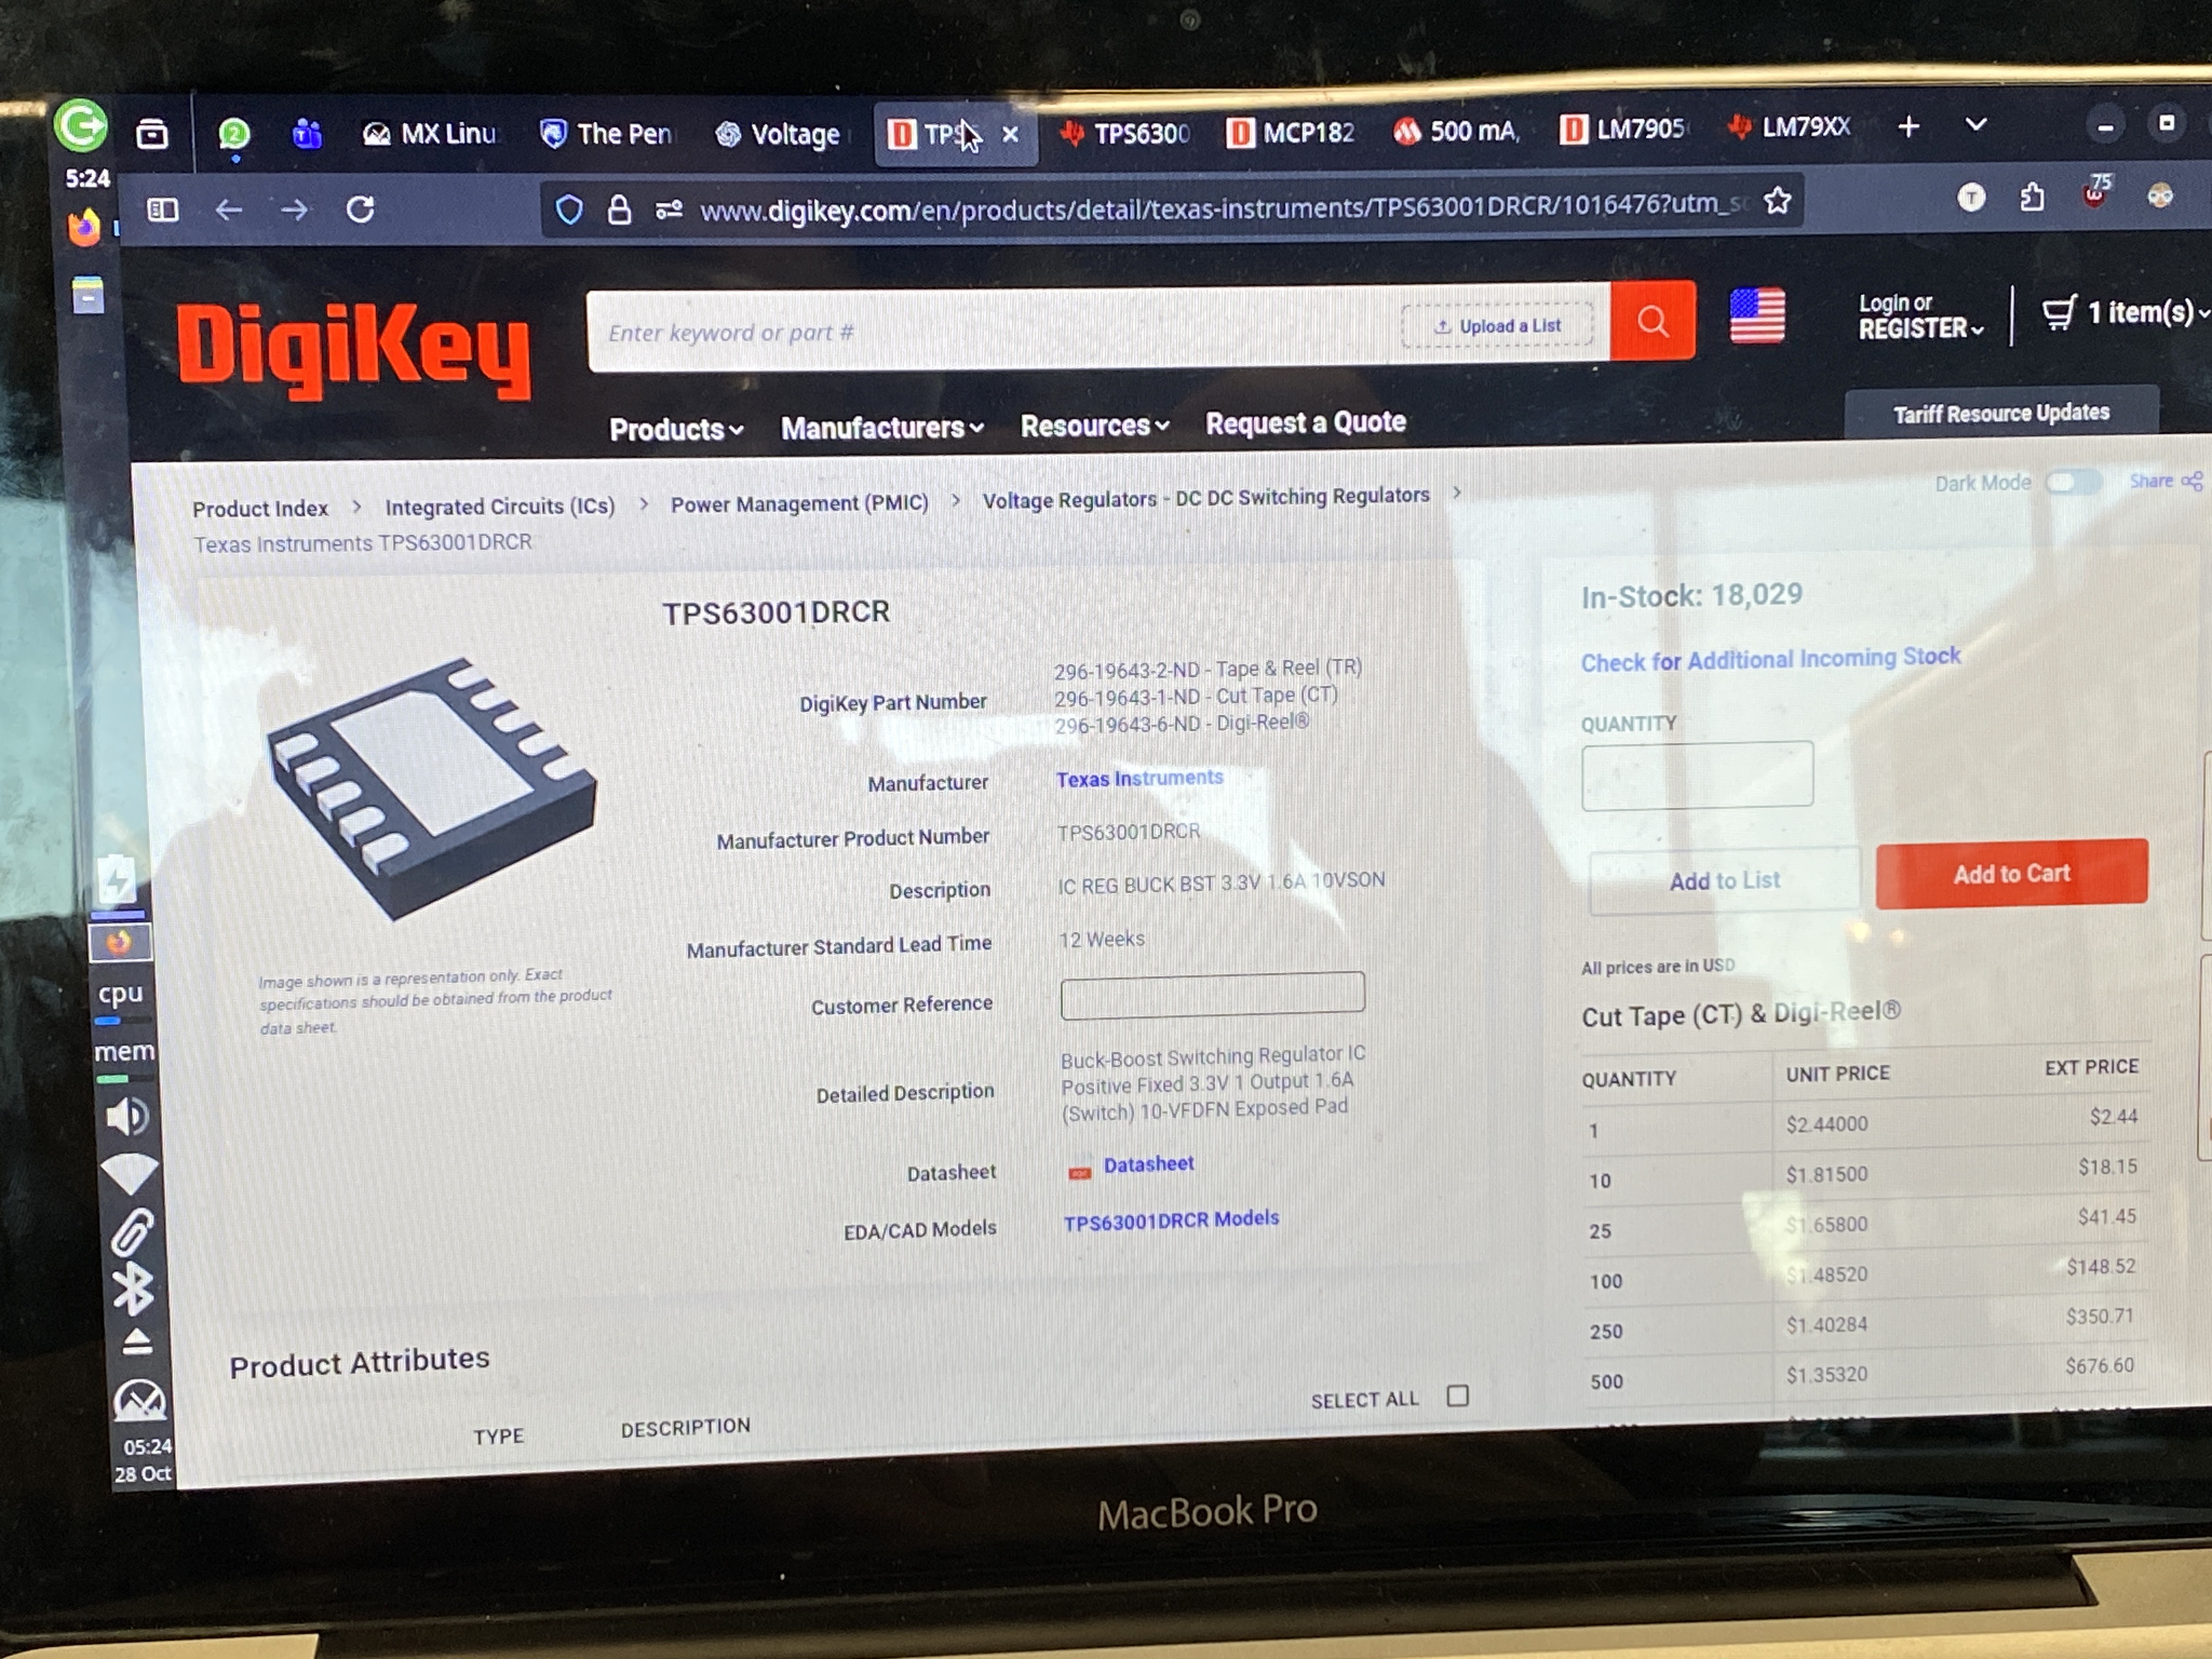 2
MX Linu
The Pen
Voltage
TPS
TPS6300
MCP182
500 mA,
LM7905
LM79XX
5:24
www.digikey.com/en/products/detail/texas-instruments/TPS63001DRCR/1016476?utm_s
T
75
DigiKey
Enter keyword or part #
Upload a List
Login or
REGISTER
1 item(s)
Products
Manufacturers
Resources
Request a Quote
Tariff Resource Updates
Product Index > Integrated Circuits (ICs) > Power Management (PMIC) > Voltage Regulators - DC DC Switching Regulators >
Texas Instruments TPS63001DRCR
Dark Mode
Share
TPS63001DRCR
DigiKey Part Number
296-19643-2-ND - Tape & Reel (TR)
296-19643-1-ND - Cut Tape (CT)
296-19643-6-ND - Digi-Reel®
Manufacturer
Texas Instruments
Manufacturer Product Number
TPS63001DRCR
Description
IC REG BUCK BST 3.3V 1.6A 10VSON
Manufacturer Standard Lead Time
12 Weeks
Customer Reference
Detailed Description
Buck-Boost Switching Regulator IC
Positive Fixed 3.3V 1 Output 1.6A
(Switch) 10-VFDFN Exposed Pad
Datasheet
Datasheet
EDA/CAD Models
TPS63001DRCR Models
Image shown is a representation only. Exact
specifications should be obtained from the product
data sheet.
In-Stock: 18,029
Check for Additional Incoming Stock
QUANTITY
Add to List
Add to Cart
All prices are in USD
Cut Tape (CT) & Digi-Reel®
QUANTITY UNIT PRICE EXT PRICE
1 $2.44000 $2.44
10 $1.81500 $18.15
25 $1.65800 $41.45
100 $1.48520 $148.52
250 $1.40284 $350.71
500 $1.35320 $676.60
Product Attributes
SELECT ALL
TYPE DESCRIPTION
cpu
mem
05:24
28 Oct
MacBook Pro